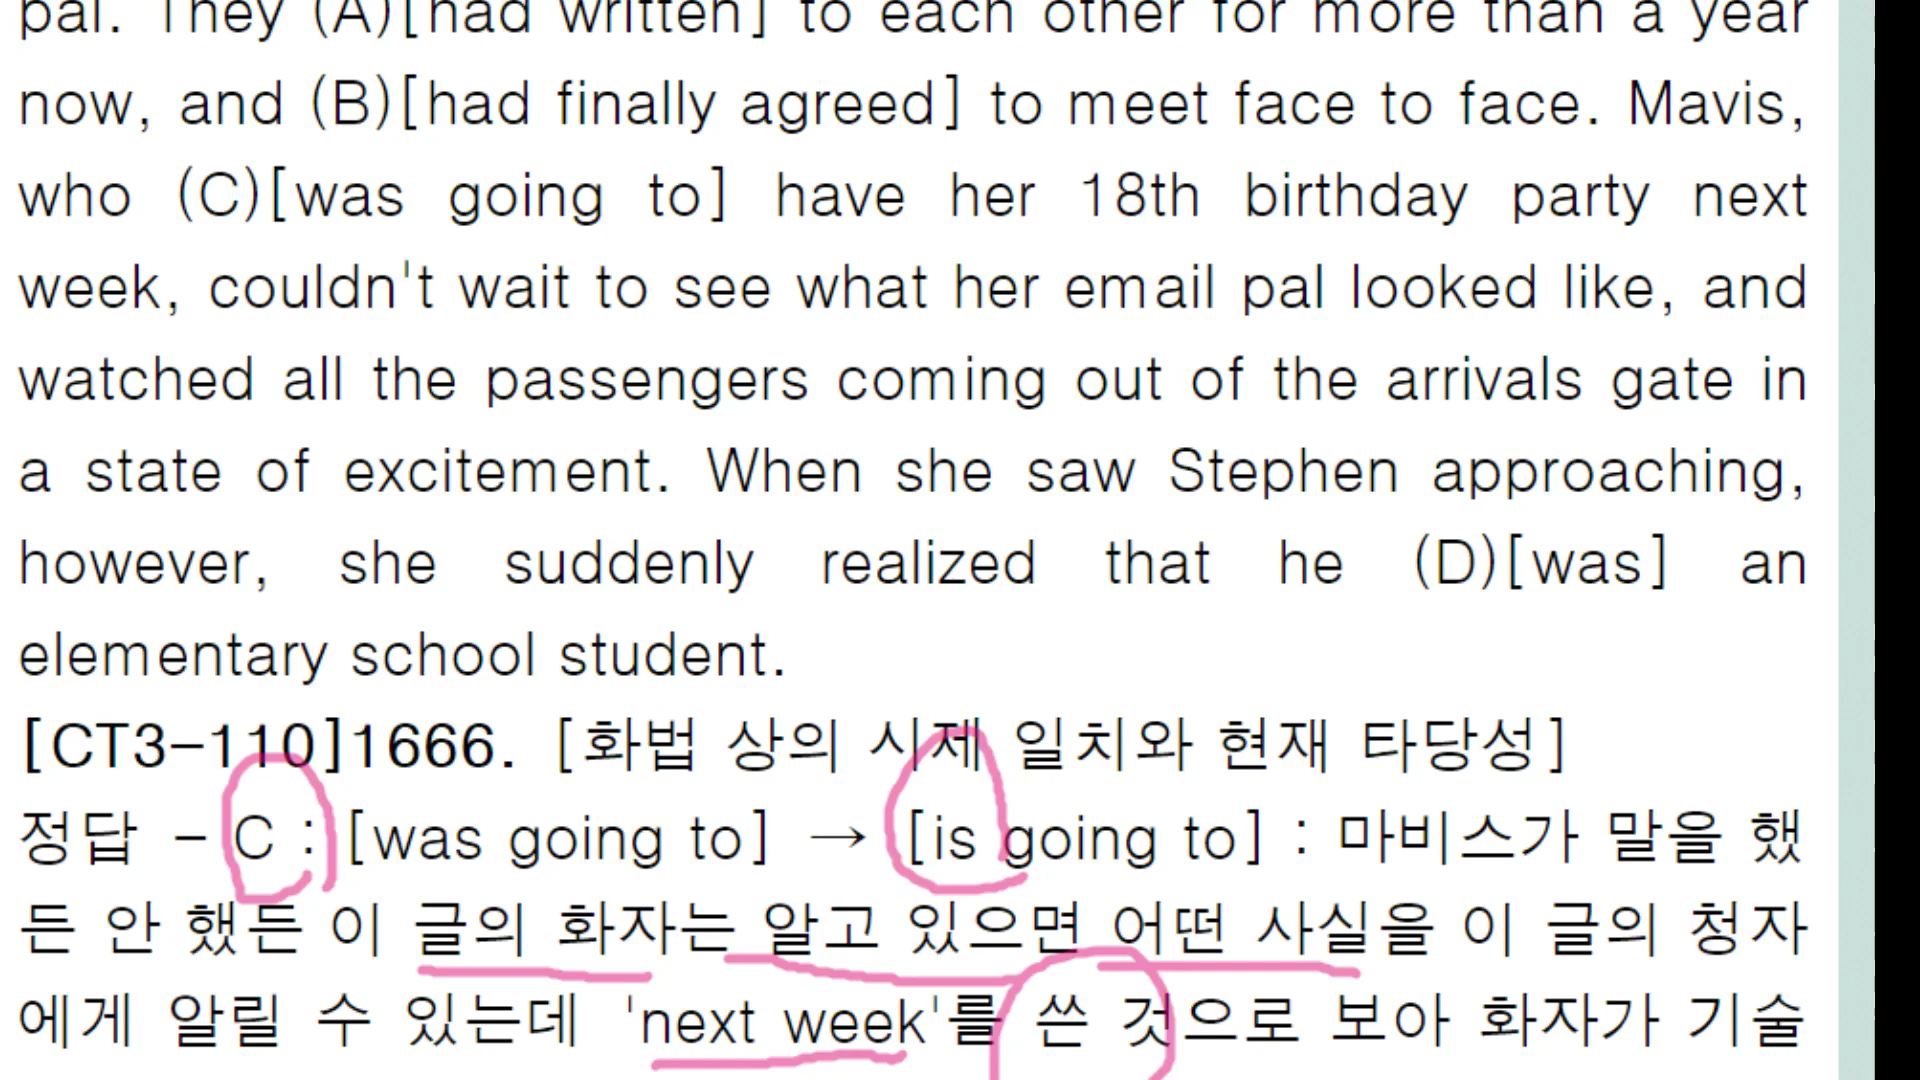 pal. They (A)[had written] to each other for more than a year
now, and (B)[had finally agreed] to meet face to face. Mavis,
who (C)[was going to] have her 18th birthday party next
week, couldn't wait to see what her email pal looked like, and
watched all the passengers coming out of the arrivals gate in
a state of excitement. When she saw Stephen approaching,
however, she suddenly realized that he (D)[was] an
elementary school student.
[CT3-110]1666. [화법 상의 시제 일치와 현재 타당성]
정답 - C : [was going to] → [is going to] : 마비스가 말을 했
든 안 했든 이 글의 화자는 알고 있으면 어떤 사실을 이 글의 청자
에게 알릴 수 있는데 'next week'를 쓴 것으로 보아 화자가 기술